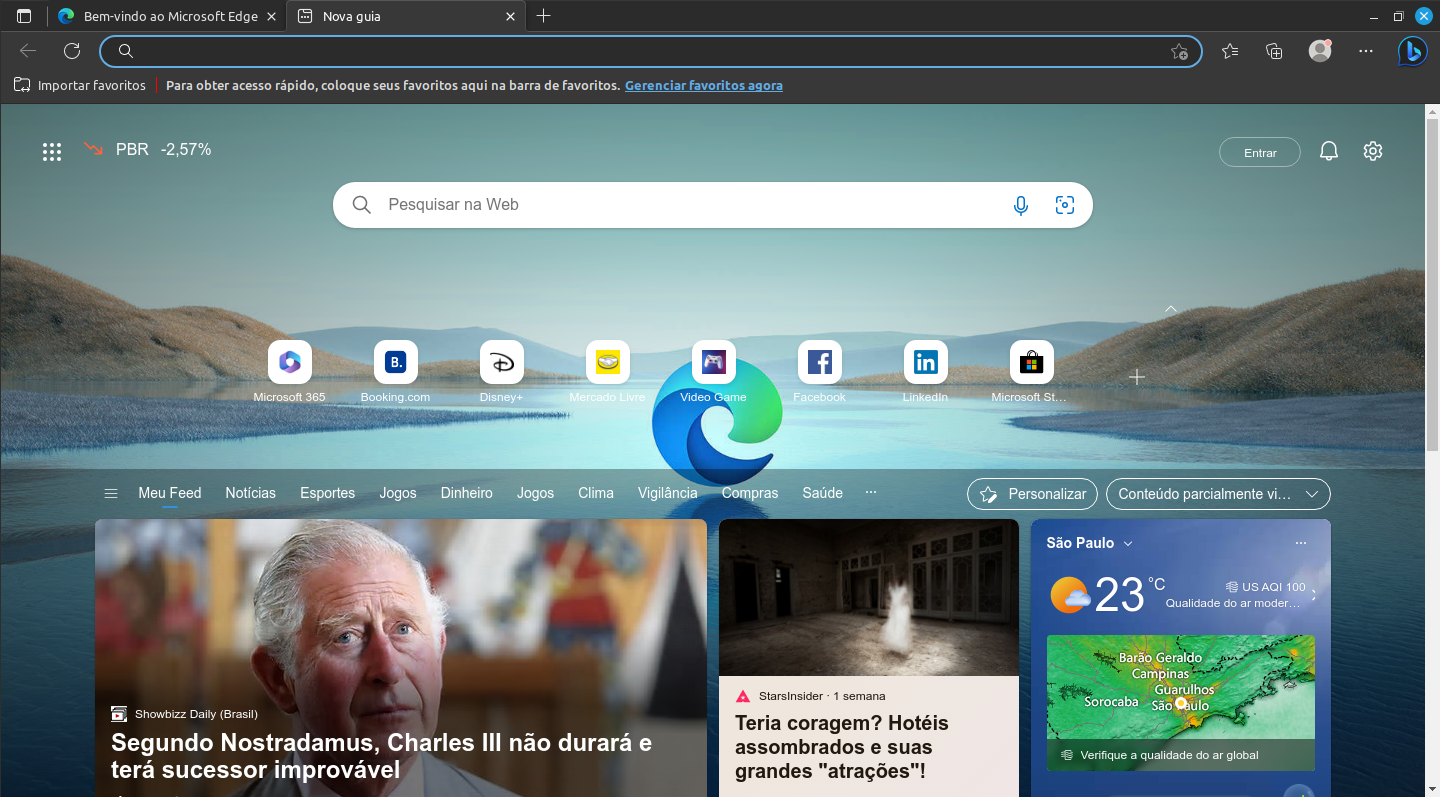 Bem-vindo ao Microsoft Edge
Nova guia
Importar favoritos
Para obter acesso rápido, coloque seus favoritos aqui na barra de favoritos. Gerenciar favoritos agora
PBR -2,57%
Entrar
Pesquisar na Web
B.
in
Microsoft 365
Booking.com
Disney+
Mercado Livre
Video Game
Facebook
LinkedIn
Microsoft St...
Meu Feed
Notícias
Esportes
Jogos
Dinheiro
Jogos
Clima
Vigilância
Compras
Saúde
...
Personalizar
Conteúdo parcialmente vi...
Showbizz Daily (Brasil)
Segundo Nostradamus, Charles III não durará e
terá sucessor improvável
StarsInsider · 1 semana
Teria coragem? Hotéis
assombrados e suas
grandes "atrações"!
São Paulo
23 °C
US AQI 100
Qualidade do ar moder...
Barão Geraldo
Campinas
Guarulhos
Sorocaba
São Paulo
Verifique a qualidade do ar global